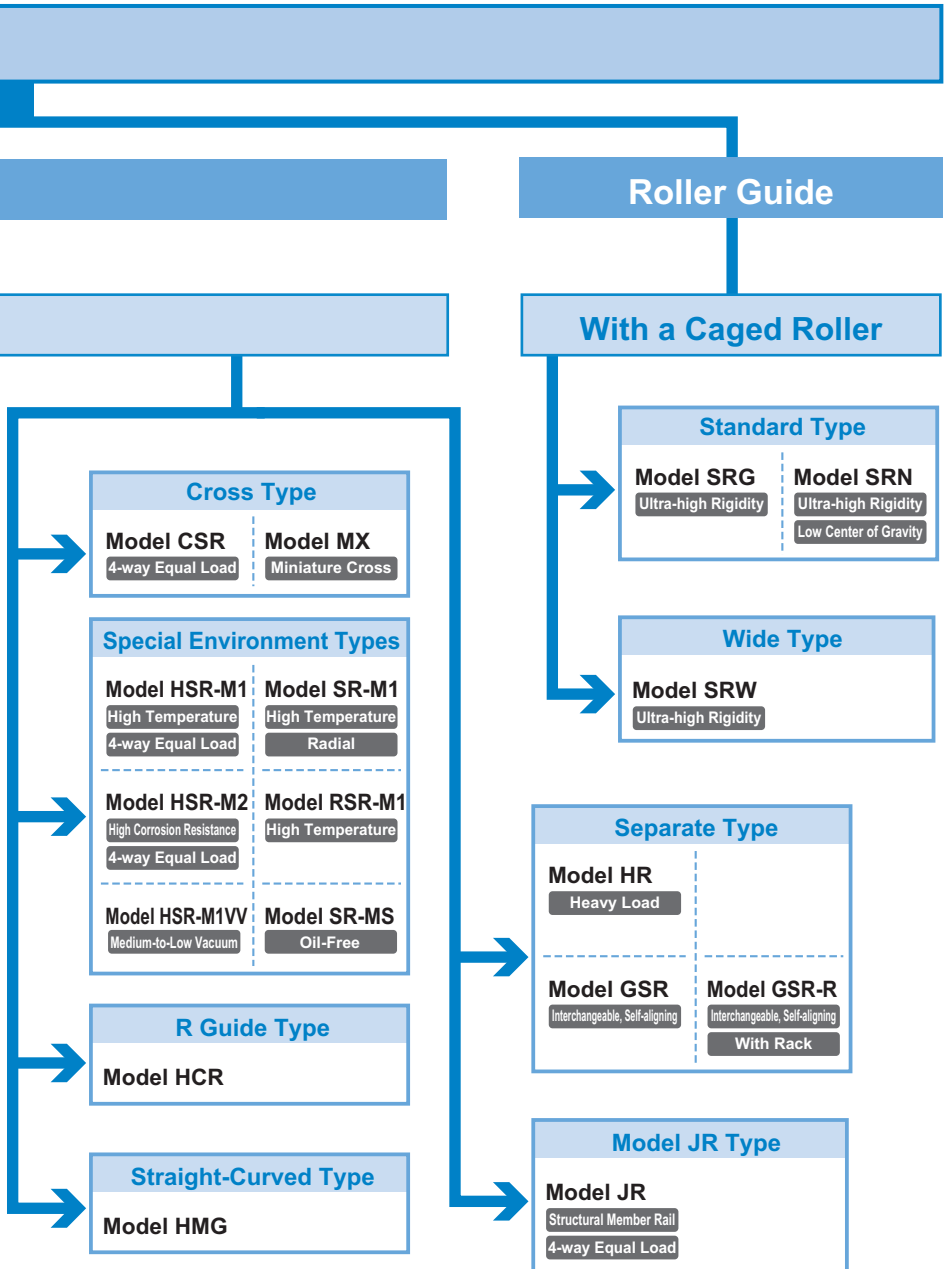 Roller Guide
With a Caged Roller
Standard Type
Model SRG
Ultra-high Rigidity
Model SRN
Ultra-high Rigidity
Low Center of Gravity
Wide Type
Model SRW
Ultra-high Rigidity
Cross Type
Model CSR
4-way Equal Load
Model MX
Miniature Cross
Special Environment Types
Model HSR-M1
High Temperature
4-way Equal Load
Model SR-M1
High Temperature
Radial
Model HSR-M2
High Corrosion Resistance
4-way Equal Load
Model RSR-M1
High Temperature
Model HSR-M1VV
Medium-to-Low Vacuum
Model SR-MS
Oil-Free
R Guide Type
Model HCR
Straight-Curved Type
Model HMG
Separate Type
Model HR
Heavy Load
Model GSR
Interchangeable, Self-aligning
Model GSR-R
Interchangeable, Self-aligning
With Rack
Model JR Type
Model JR
Structural Member Rail
4-way Equal Load